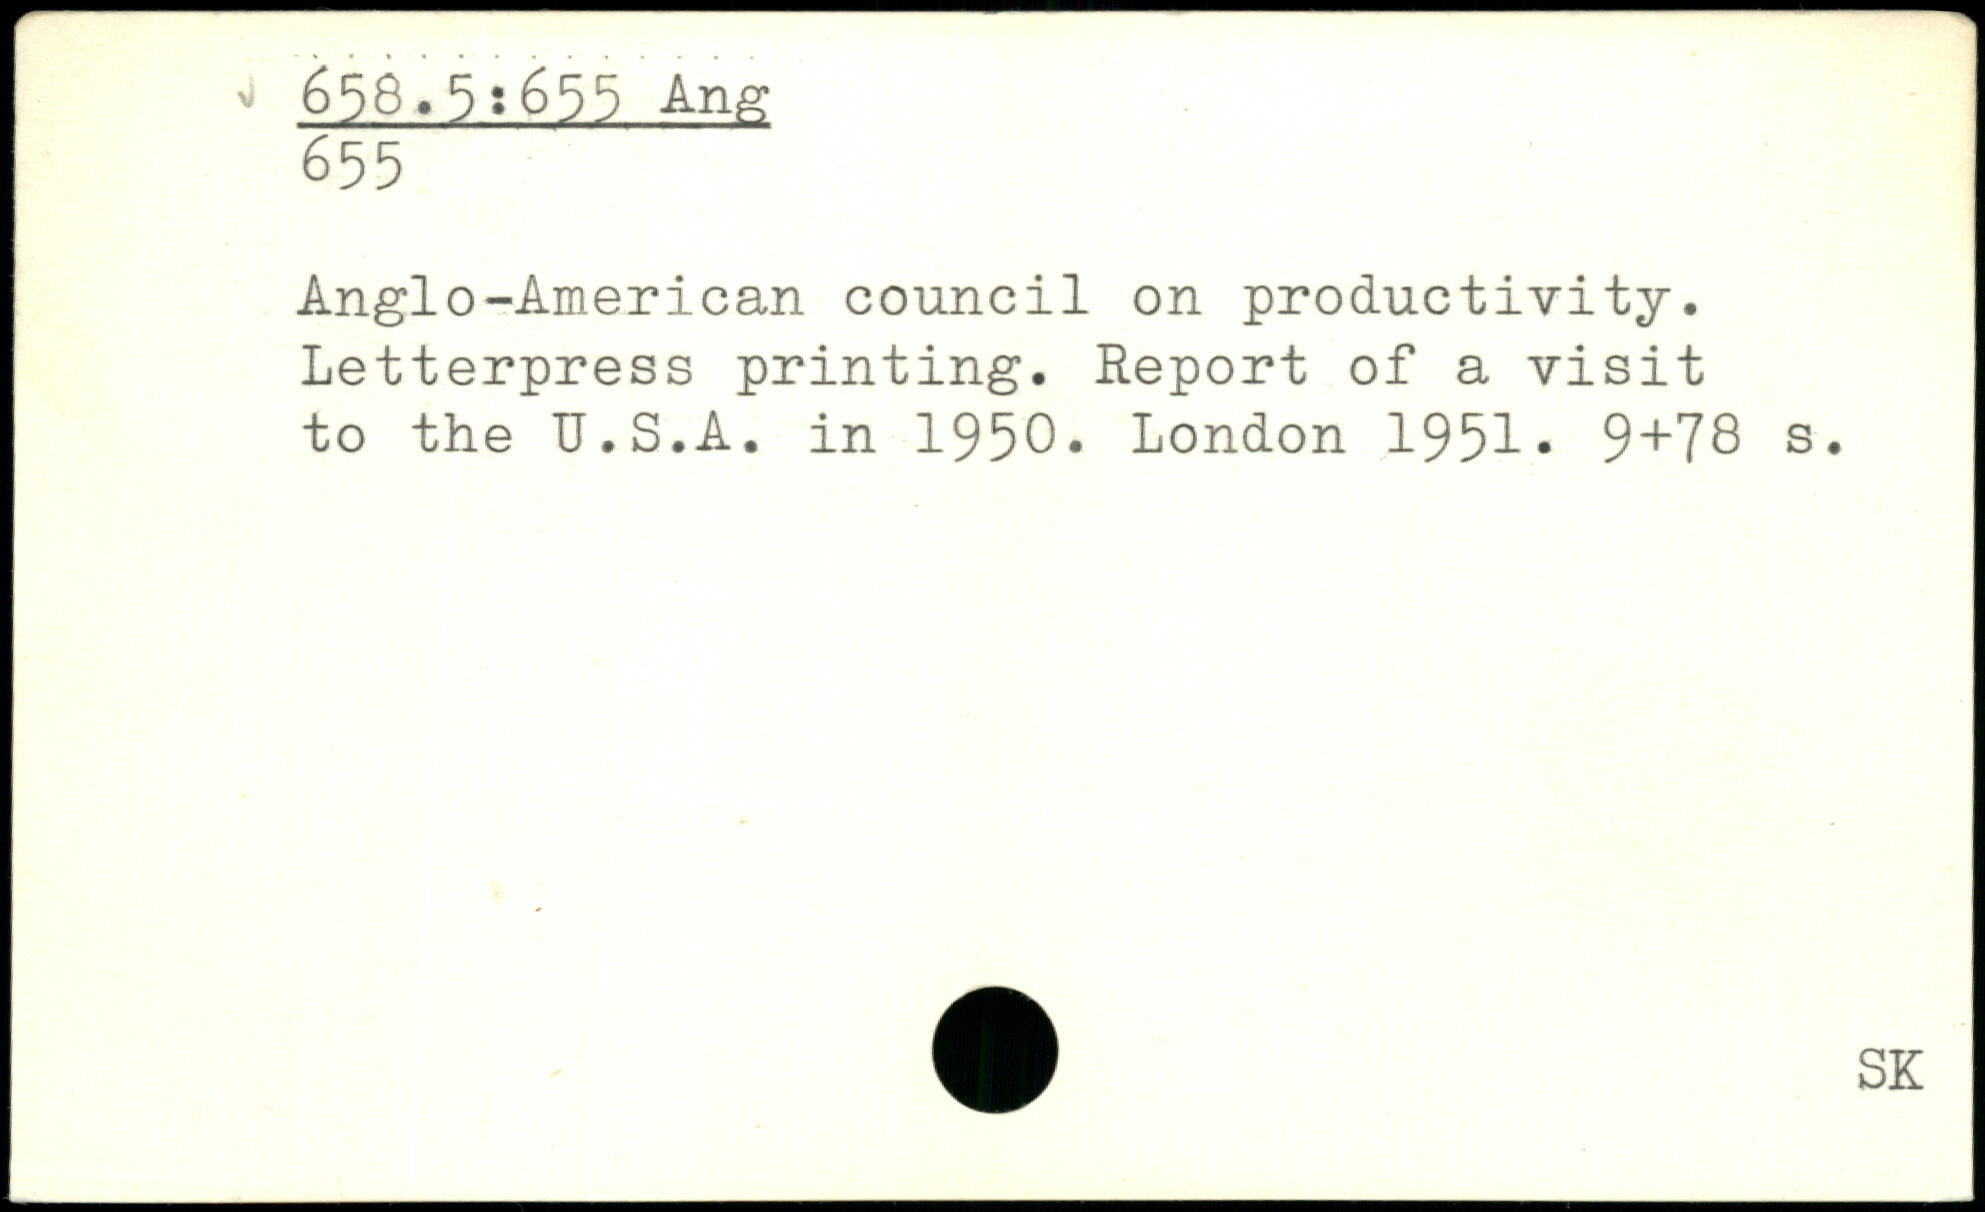 658.5:655 Ang
655
Anglo-American council on productivity.
Letterpress printing. Report of a visit
to the U.S.A. in 1950. London 1951. 9+78 s.
SK